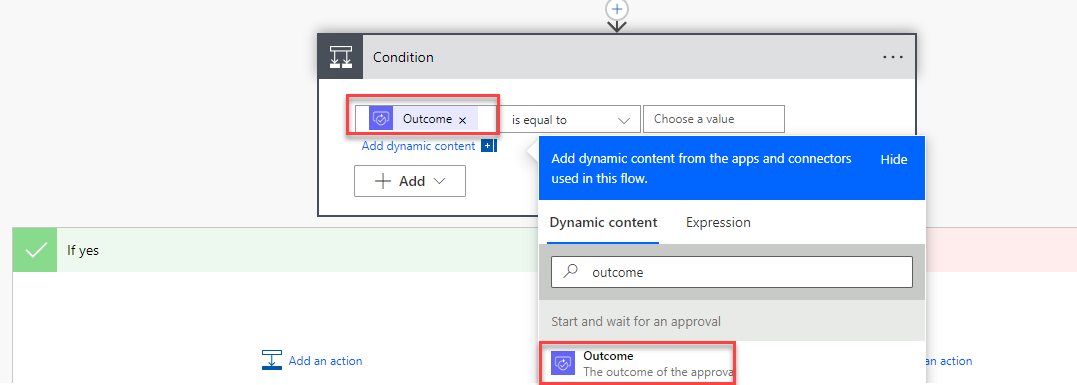 Condition
Outcome
is equal to
Choose a value
Add dynamic content
Add
Add dynamic content from the apps and connectors
used in this flow.
Hide
Dynamic content
Expression
outcome
Start and wait for an approval
Outcome
The outcome of the approva
If yes
Add an action
an action